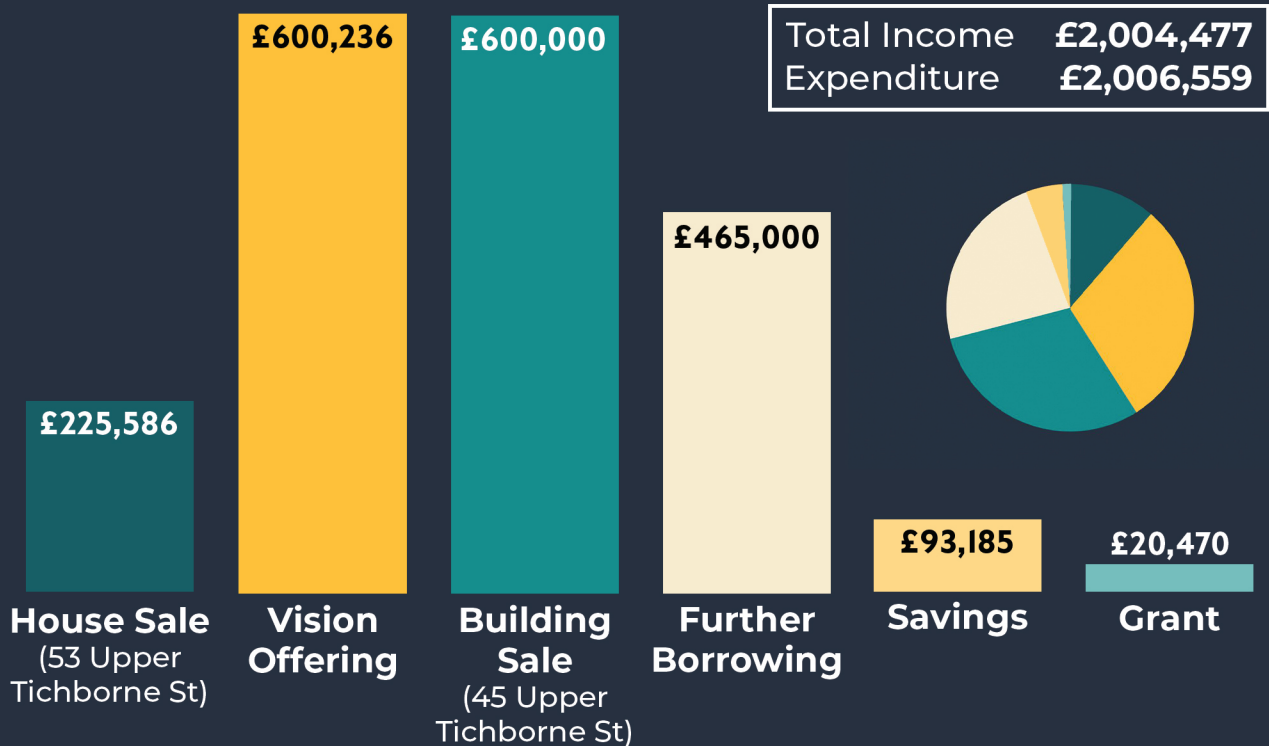 £600,236
£600,000
Total Income £2,004,477
Expenditure £2,006,559
£465,000
£225,586
£93,185
£20,470
House Sale
(53 Upper
Tichborne St)
Vision
Offering
Building
Sale
(45 Upper
Tichborne St)
Further
Borrowing
Savings
Grant